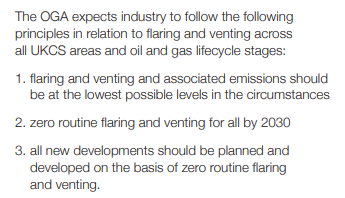 The OGA expects industry to follow the following
principles in relation to flaring and venting across
all UKCS areas and oil and gas lifecycle stages:
1. flaring and venting and associated emissions should
be at the lowest possible levels in the circumstances
2. zero routine flaring and venting for all by 2030
3. all new developments should be planned and
developed on the basis of zero routine flaring
and venting.